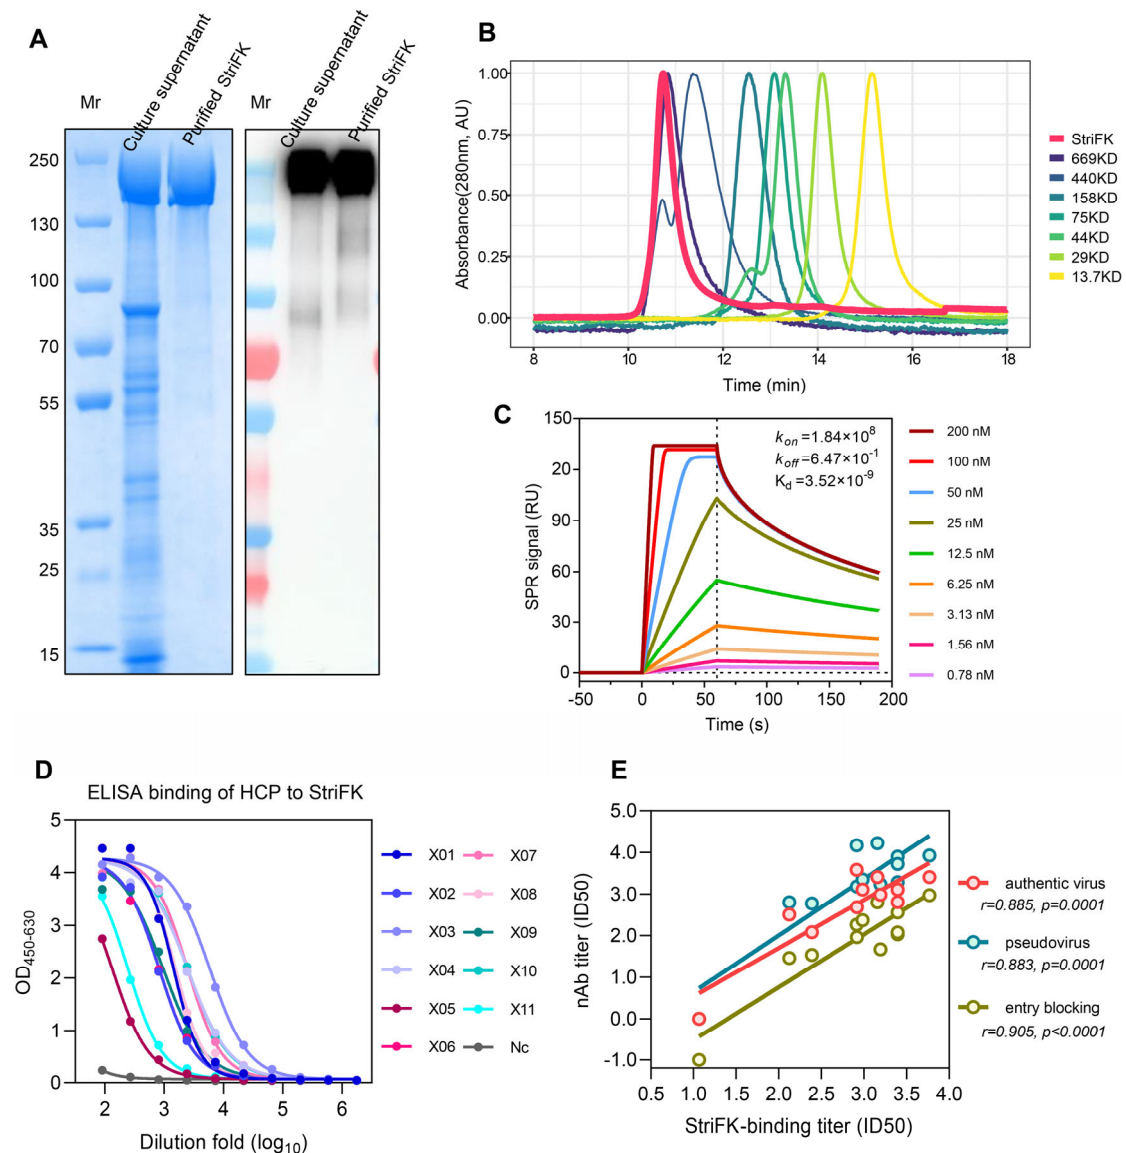 A
Mr
Culture supernatant
Purified StriFK
Mr
Culture supernatant
Purified StriFK
250
130
100
70
55
35
25
15
B
Absorbance(280nm, AU)
1.00
0.75
0.50
0.25
0.00
8
10
12
14
16
18
Time (min)
StriFK
669KD
440KD
158KD
75KD
44KD
29KD
13.7KD
C
SPR signal (RU)
150
20
90
60
30
0
-50
0
50
100
150
200
Time (s)
kon =1.84×10^8
koff =6.47×10^-1
Kd =3.52×10^-9
200 nM
100 nM
50 nM
25 nM
12.5 nM
6.25 nM
3.13 nM
1.56 nM
0.78 nM
D
ELISA binding of HCP to StriFK
OD450-630
5
4
3
2
1
0
2
3
4
5
6
Dilution fold (log10)
X01
X07
X02
X08
X03
X09
X04
X10
X05
X11
X06
Nc
E
nAb titer (ID50)
5.0
4.0
3.0
2.0
1.0
0.0
-1.0
0.5
1.0
1.5
2.0
2.5
3.0
3.5
4.0
StriFK-binding titer (ID50)
authentic virus
r=0.885, p=0.0001
pseudovirus
r=0.883, p=0.0001
entry blocking
r=0.905, p<0.0001